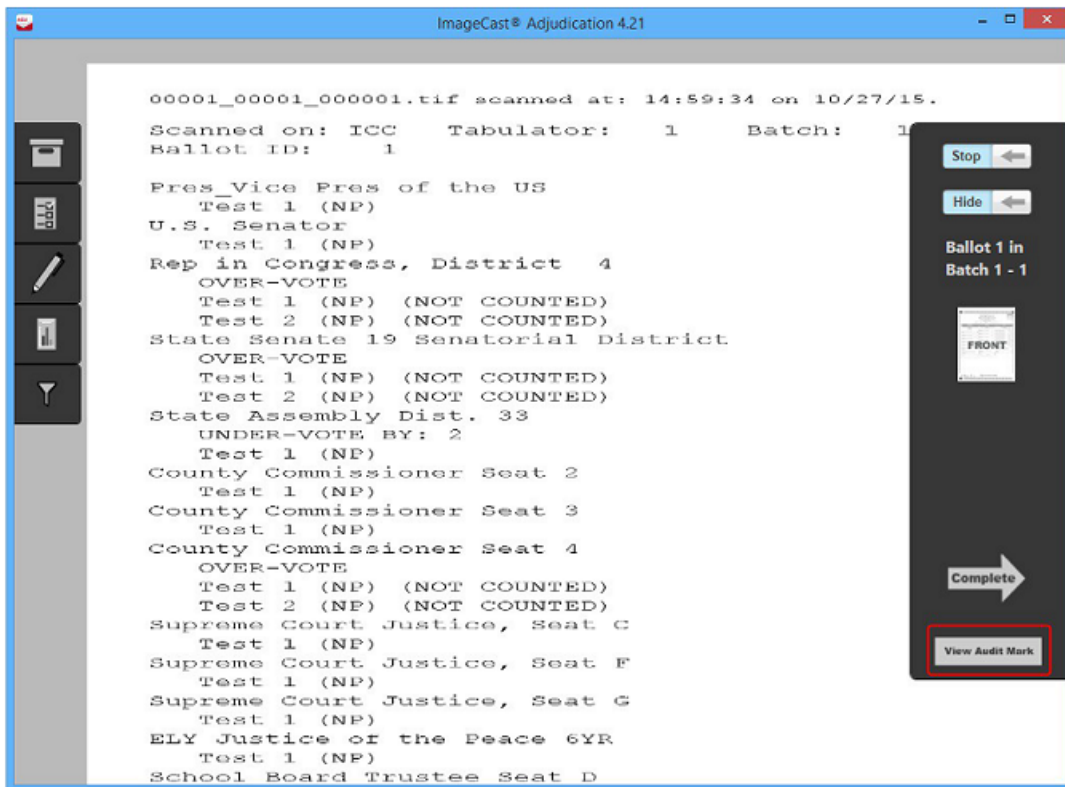 ImageCast® Adjudication 4.21
00001_00001_000001.tif scanned at: 14:59:34 on 10/27/15.
Scanned on: ICC Tabulator: 1 Batch: 1
Ballot ID: 1
Pres_Vice Pres of the US
Test 1 (NP)
U.S. Senator
Test 1 (NP)
Rep in Congress, District 4
OVER-VOTE
Test 1 (NP) (NOT COUNTED)
Test 2 (NP) (NOT COUNTED)
State Senate 19 Senatorial District
OVER-VOTE
Test 1 (NP) (NOT COUNTED)
Test 2 (NP) (NOT COUNTED)
State Assembly Dist. 33
UNDER-VOTE BY: 2
Test 1 (NP)
County Commissioner Seat 2
Test 1 (NP)
County Commissioner Seat 3
Test 1 (NP)
County Commissioner Seat 4
OVER-VOTE
Test 1 (NP) (NOT COUNTED)
Test 2 (NP) (NOT COUNTED)
Supreme Court Justice, Seat C
Test 1 (NP)
Supreme Court Justice, Seat F
Test 1 (NP)
Supreme Court Justice, Seat G
Test 1 (NP)
ELY Justice of the Peace 6YR
Test 1 (NP)
School Board Trustee Seat D
Stop
Hide
Ballot 1 in
Batch 1 - 1
FRONT
Complete
View Audit Mark